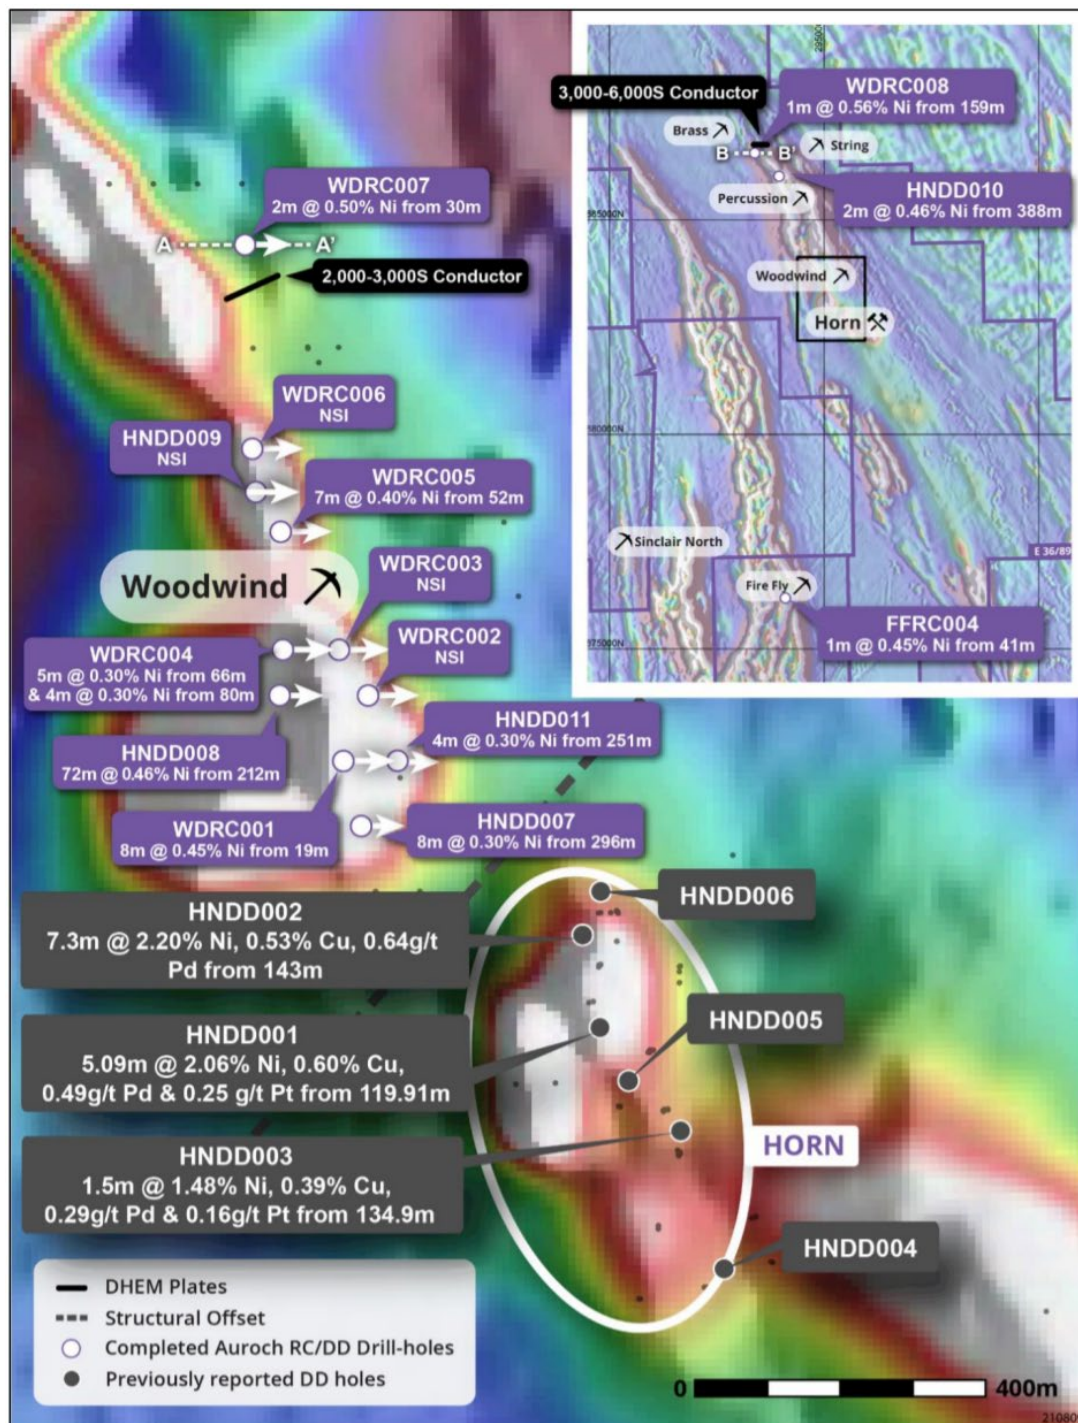 WDRC007
2m @ 0.50% Ni from 30m
A
A'
2,000-3,000S Conductor
WDRC006
NSI
HNDD009
NSI
WDRC005
7m @ 0.40% Ni from 52m
Woodwind
WDRC003
NSI
WDRC004
5m @ 0.30% Ni from 66m
& 4m @ 0.30% Ni from 80m
WDRC002
NSI
HNDD008
72m @ 0.46% Ni from 212m
HNDD011
4m @ 0.30% Ni from 251m
WDRC001
8m @ 0.45% Ni from 19m
HNDD007
8m @ 0.30% Ni from 296m
3,000-6,000S Conductor
WDRC008
1m @ 0.56% Ni from 159m
Brass
B
B'
String
HNDD010
2m @ 0.46% Ni from 388m
Percussion
Woodwind
Horn
Sinclair North
E 36/89
Fire Fly
FFRC004
1m @ 0.45% Ni from 41m
HNDD006
HNDD002
7.3m @ 2.20% Ni, 0.53% Cu, 0.64g/t
Pd from 143m
HNDD005
HNDD001
5.09m @ 2.06% Ni, 0.60% Cu,
0.49g/t Pd & 0.25 g/t Pt from 119.91m
HORN
HNDD003
1.5m @ 1.48% Ni, 0.39% Cu,
0.29g/t Pd & 0.16g/t Pt from 134.9m
HNDD004
DHEM Plates
Structural Offset
Completed Auroch RC/DD Drill-holes
Previously reported DD holes
0
400m